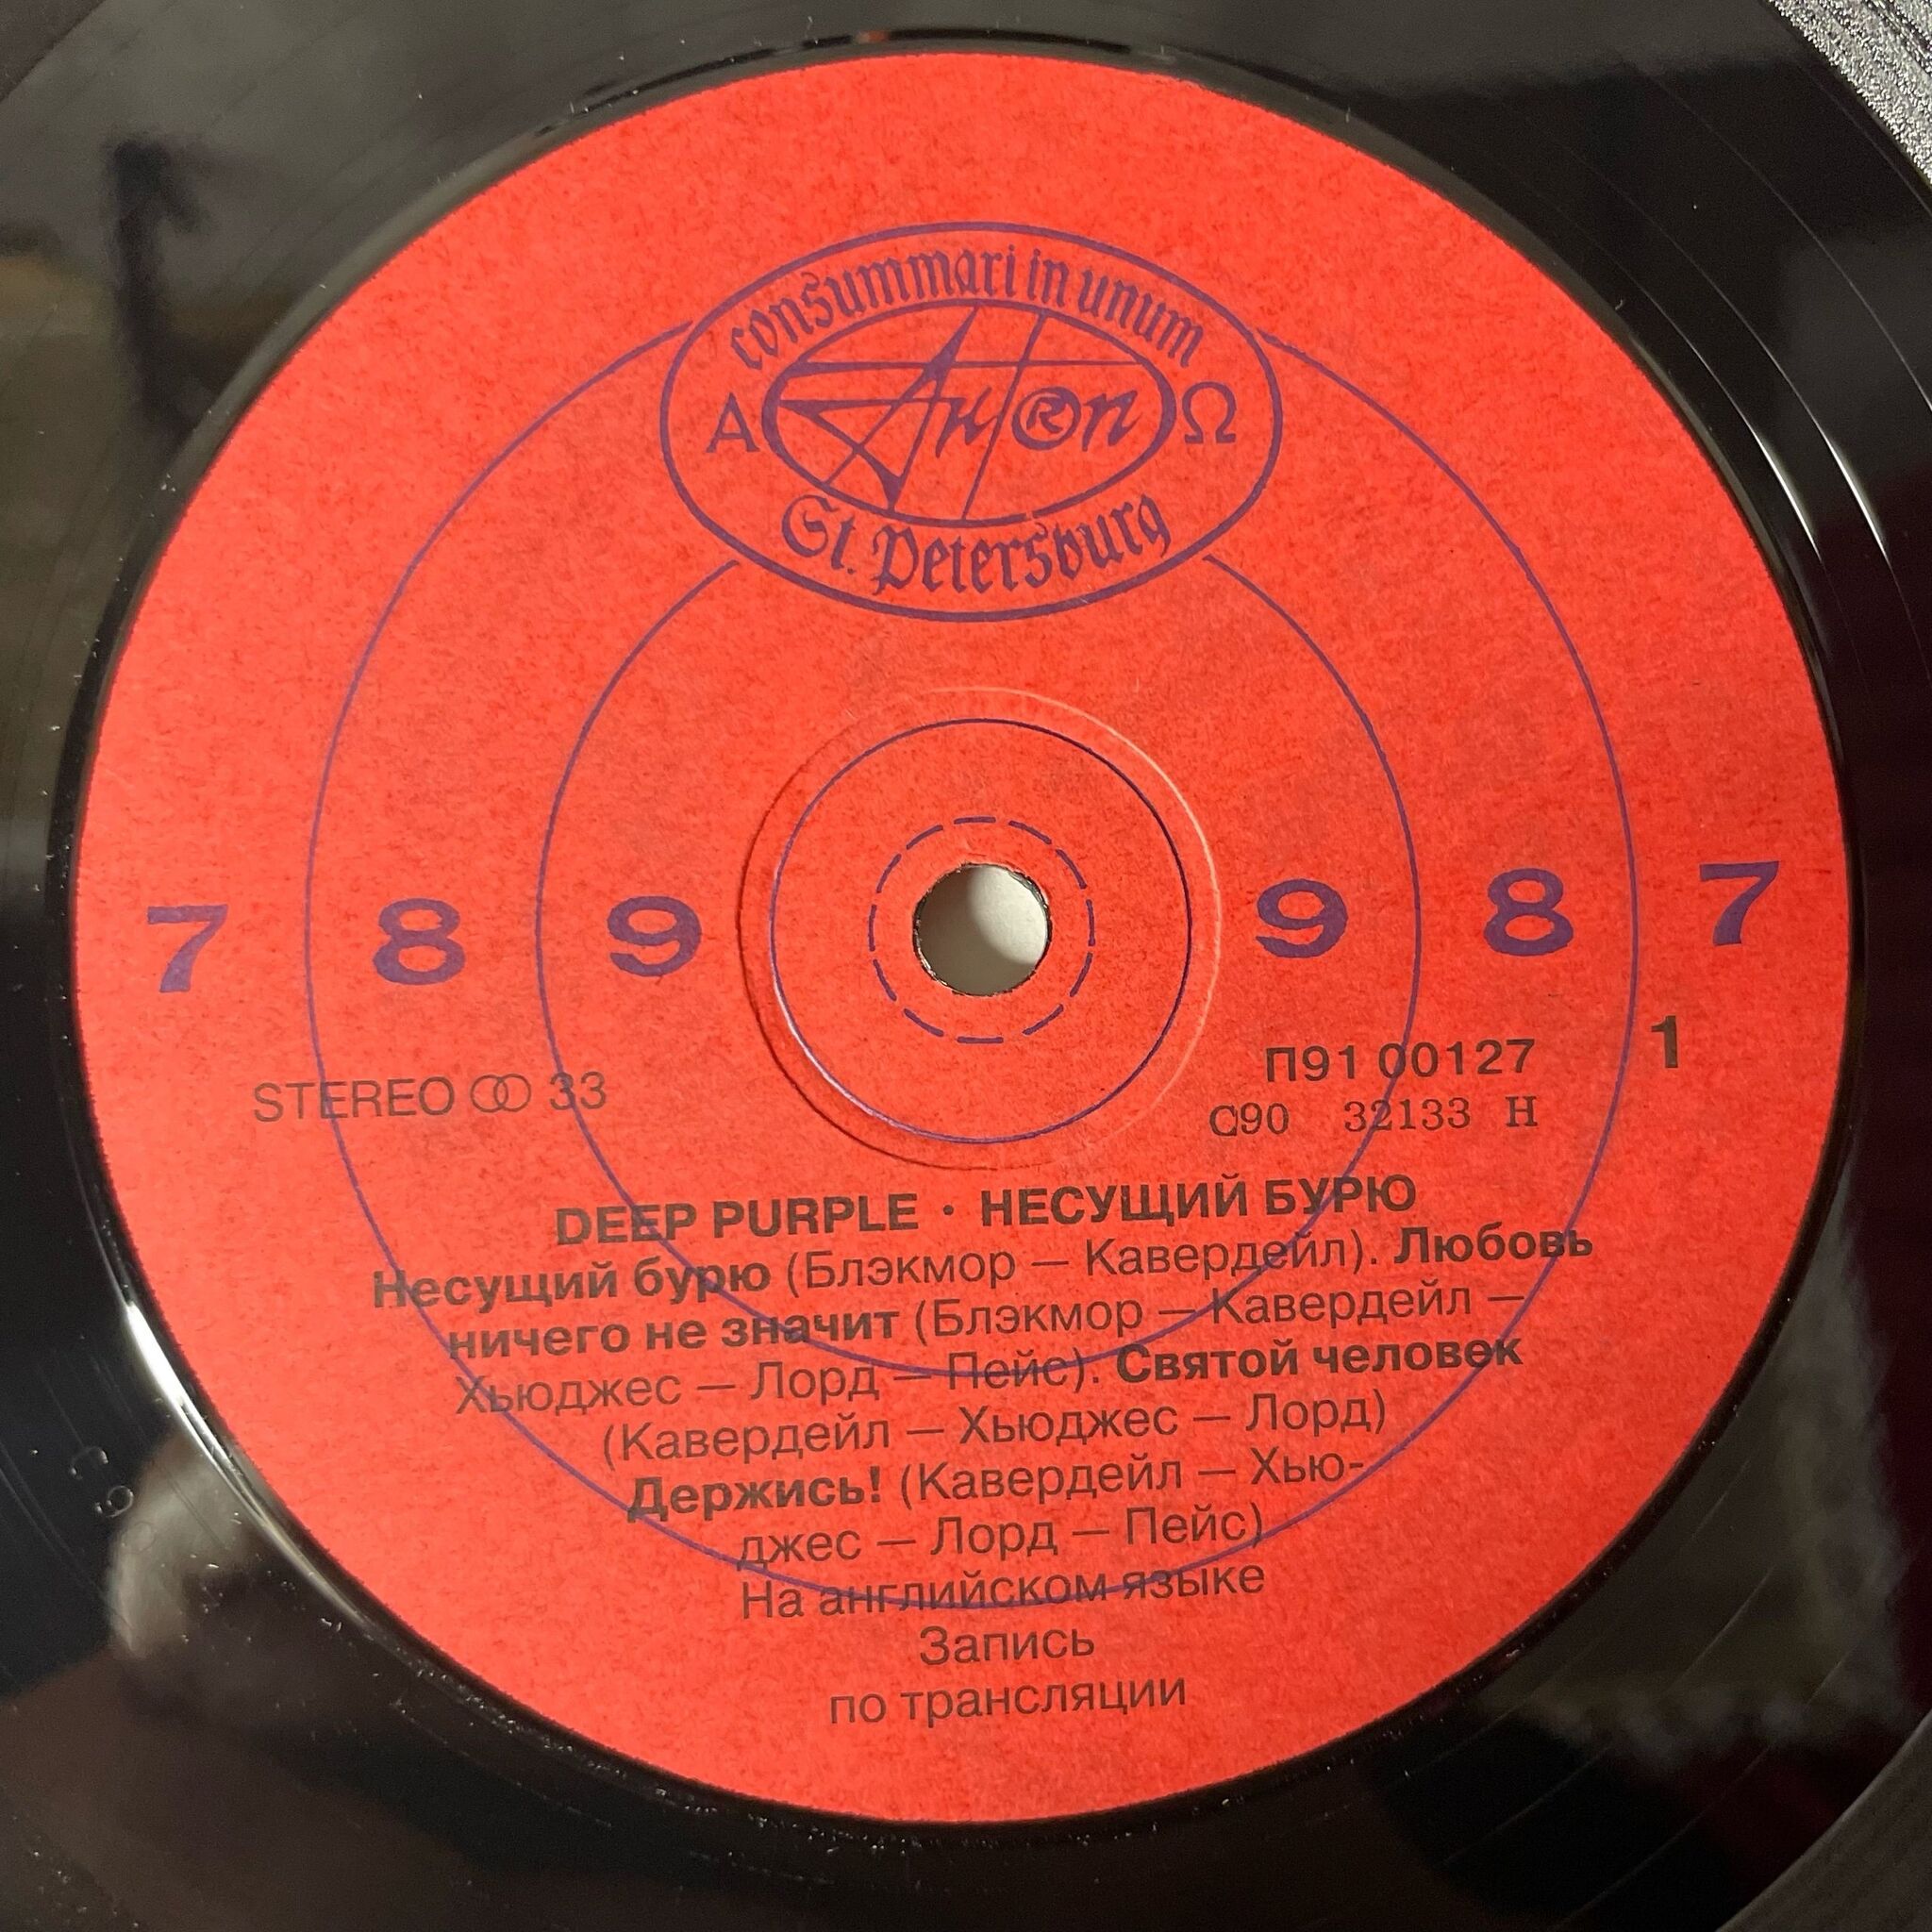 consummari in unum
Α АнТ®оп Ω
St. Petersburg
7 8 9 9 8 7
1
STEREO 33
П91 00127
С90 32133 Н
DEEP PURPLE · НЕСУЩИЙ БУРЮ
Несущий бурю (Блэкмор — Кавердейл). Любовь
ничего не значит (Блэкмор — Кавердейл —
Хьюджес — Лорд — Пейс). Святой человек
(Кавердейл — Хьюджес — Лорд)
Держись! (Кавердейл — Хью-
джес — Лорд — Пейс)
На английском языке
Запись
по трансляции